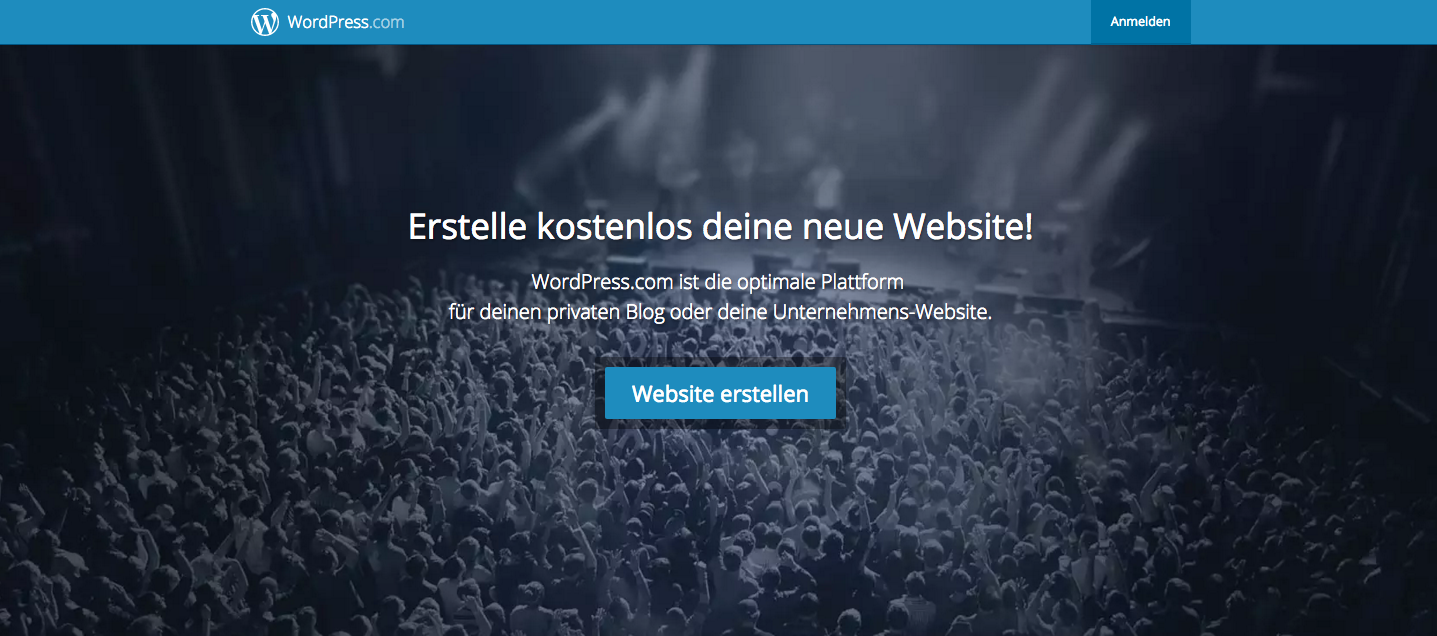 WordPress.com
Anmelden
Erstelle kostenlos deine neue Website!
WordPress.com ist die optimale Plattform
für deinen privaten Blog oder deine Unternehmens-Website.
Website erstellen